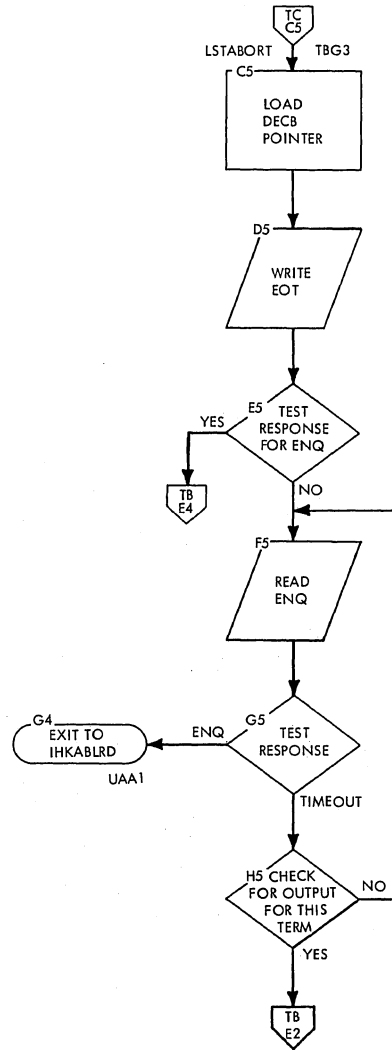 TC
C5
LSTABORT TBG3
C5
LOAD
DECB
POINTER
D5
WRITE
EOT
E5 TEST
YES RESPONSE
FOR ENQ
NO
TB
E4
F5
READ
ENQ
G4
EXIT TO
IHKABLRD
UAA1
ENQ
G5
TEST
RESPONSE
TIMEOUT
H5 CHECK
FOR OUTPUT
FOR THIS
TERM
NO
YES
TB
E2